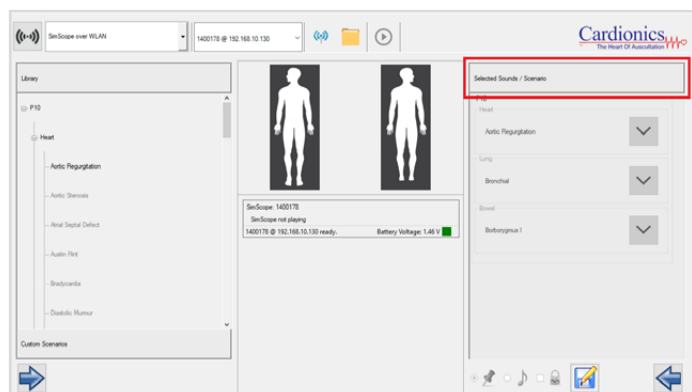 SimScope over WLAN
1400178 @ 192.168.10.130
Cardionics
The Heart Of Auscultation
Library
P10
Heart
Aortic Regurgitation
Aortic Stenosis
Atrial Septal Defect
Austin Flint
Bradycardia
Diastolic Murmur
Custom Scenarios
SimScope: 1400178
SimScope not playing
1400178 @ 192.168.10.130 ready. Battery Voltage: 1.46 V
Selected Sounds / Scenario
P10
Heart
Aortic Regurgitation
Lung
Bronchial
Bowel
Borborygmus I